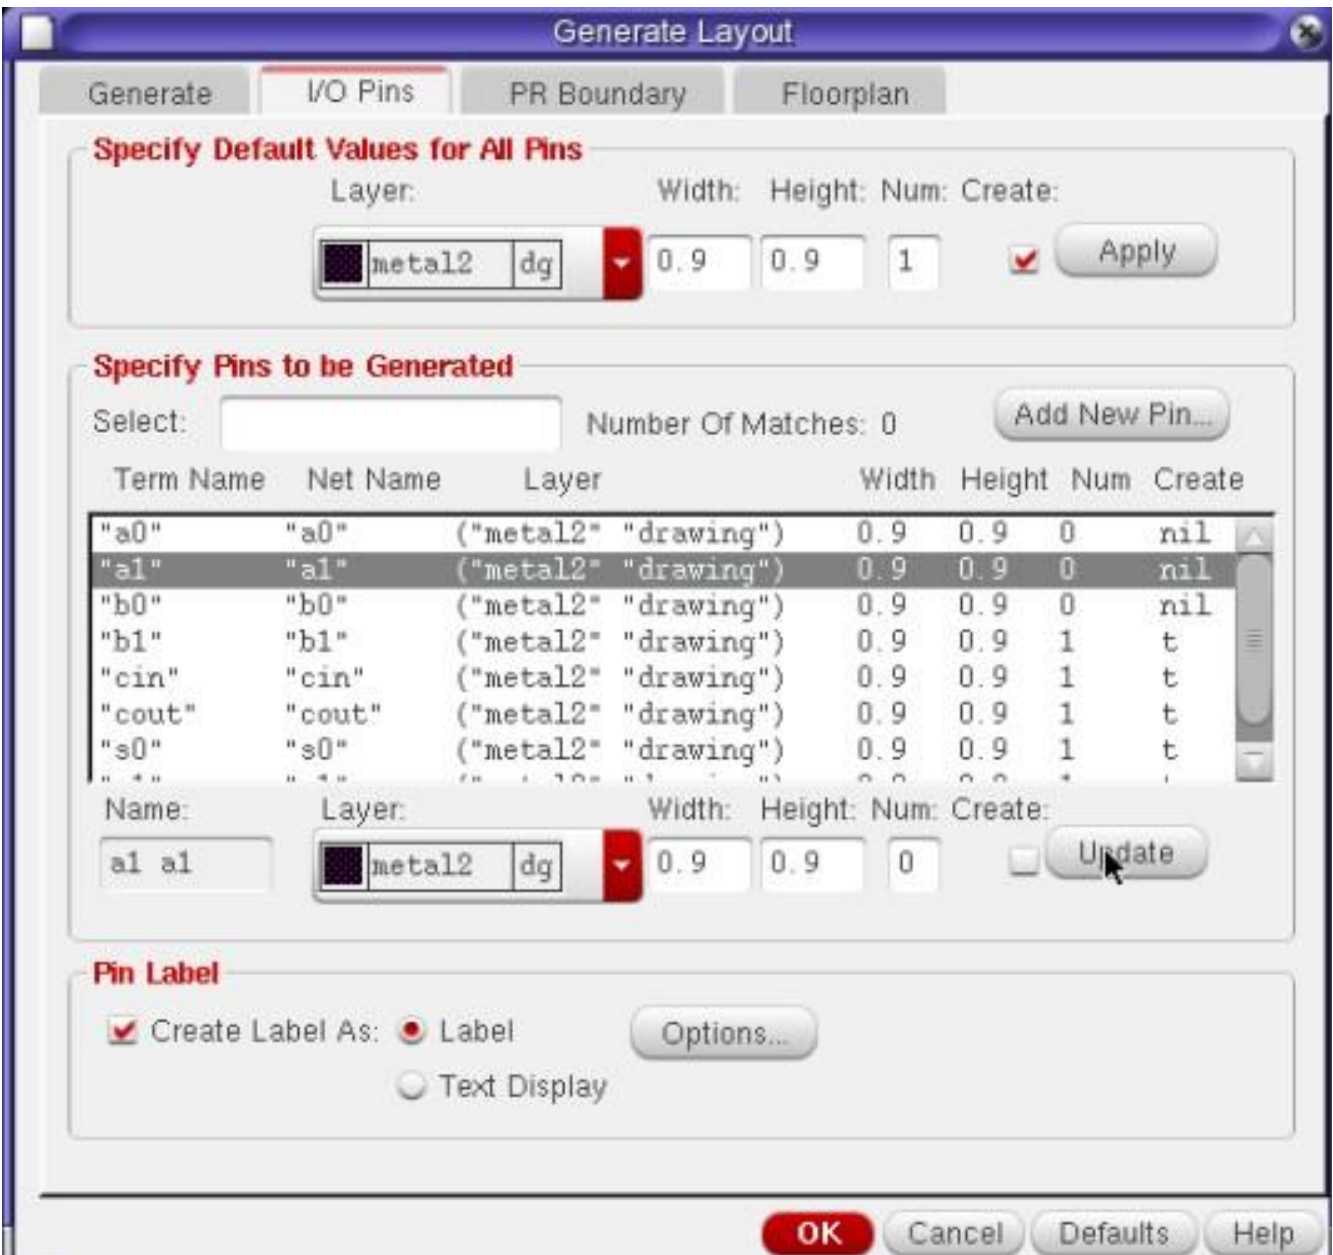 Generate Layout
Generate I/O Pins PR Boundary Floorplan
Specify Default Values for All Pins
Layer: Width: Height: Num: Create:
metal2 dg 0.9 0.9 1 Apply
Specify Pins to be Generated
Select: Number Of Matches: 0 Add New Pin...
Term Name Net Name Layer Width Height Num Create
"a0" "a0" ("metal2" "drawing") 0.9 0.9 0 nil
"a1" "a1" ("metal2" "drawing") 0.9 0.9 0 nil
"b0" "b0" ("metal2" "drawing") 0.9 0.9 0 nil
"b1" "b1" ("metal2" "drawing") 0.9 0.9 1 t
"cin" "cin" ("metal2" "drawing") 0.9 0.9 1 t
"cout" "cout" ("metal2" "drawing") 0.9 0.9 1 t
"s0" "s0" ("metal2" "drawing") 0.9 0.9 1 t
Name: Layer: Width: Height: Num: Create:
a1 a1 metal2 dg 0.9 0.9 0 Update
Pin Label
Create Label As: Label Options...
Text Display
OK Cancel Defaults Help